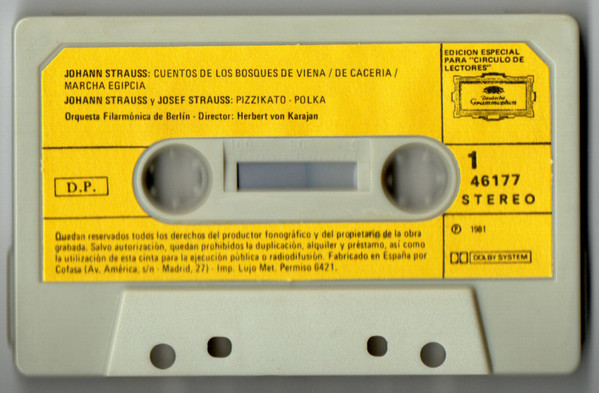 JOHANN STRAUSS: CUENTOS DE LOS BOSQUES DE VIENA / DE CACERIA /
MARCHA EGIPCIA
JOHANN STRAUSS y JOSEF STRAUSS: PIZZIKATO - POLKA
Orquesta Filarmónica de Berlín - Director: Herbert von Karajan
EDICION ESPECIAL
PARA "CIRCULO DE
LECTORES"
Deutsche
Grammophon
D.P.
1
46177
STEREO
Quedan reservados todos los derechos del productor fonográfico y del propietario de la obra
grabada. Salvo autorización, quedan prohibidos la duplicación, alquiler y préstamo, así como
la utilización de esta cinta para la ejecución pública o radiodifusión. Fabricado en España por
Cofasa (Av. América, s/n - Madrid, 27) - Imp. Lujo Met. Permiso 6421.
℗ 1981
DOLBY SYSTEM